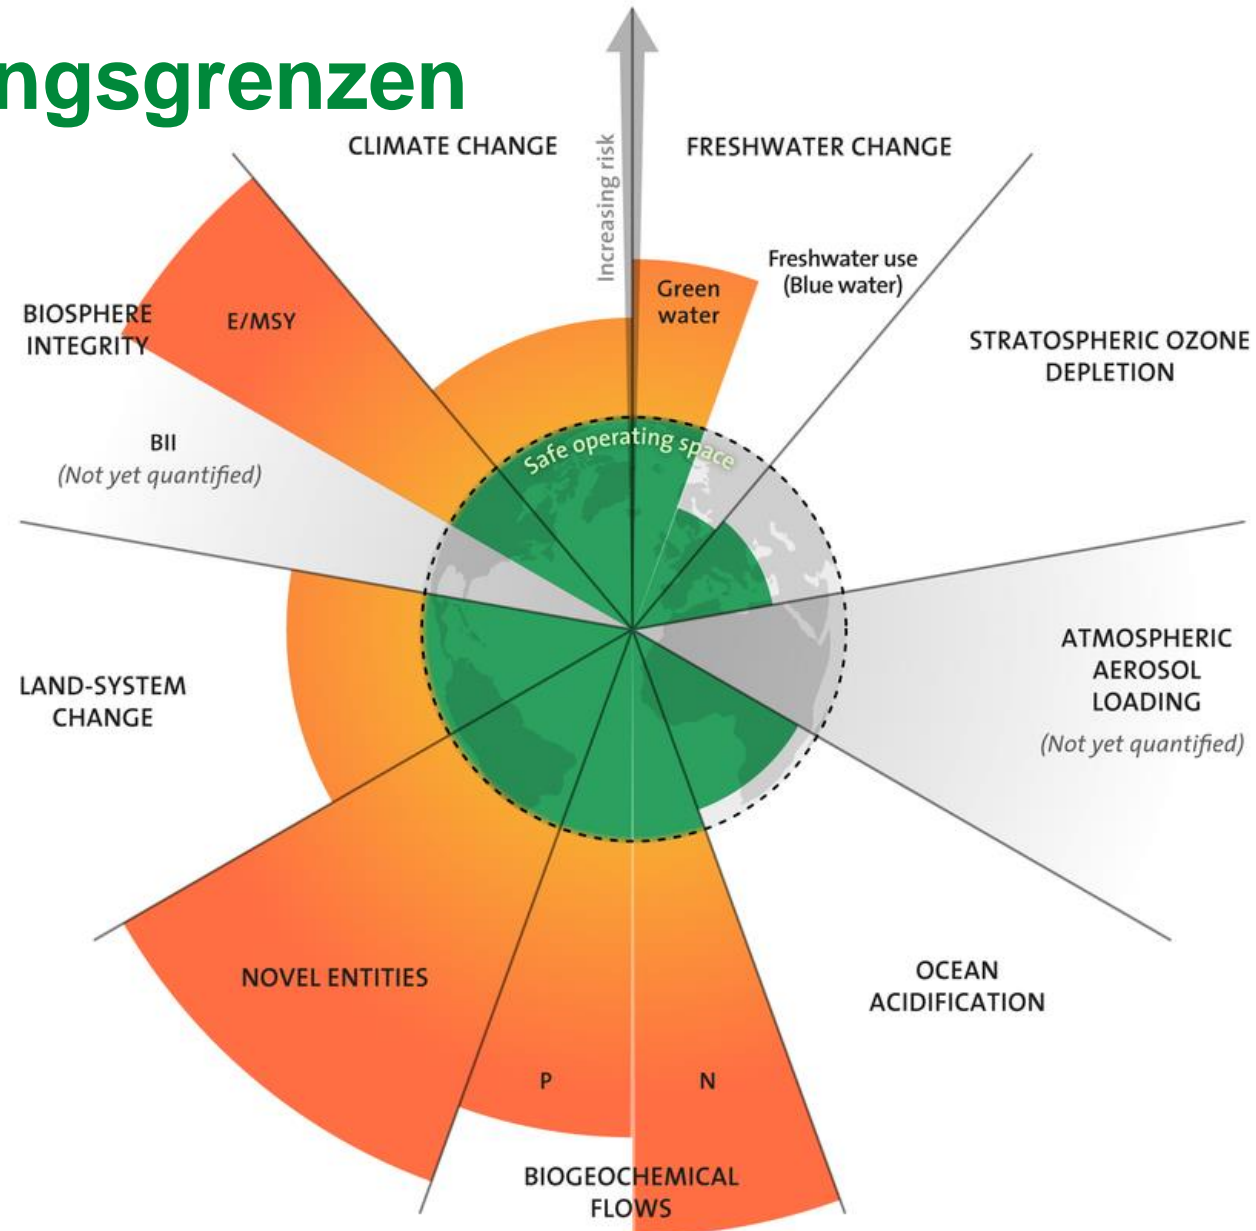 ngsgrenzen
CLIMATE CHANGE
Increasing risk
FRESHWATER CHANGE
Freshwater use
(Blue water)
Green
water
BIOSPHERE
INTEGRITY
E/MSY
STRATOSPHERIC OZONE
DEPLETION
BII
(Not yet quantified)
Safe operating space
ATMOSPHERIC
AEROSOL
LOADING
(Not yet quantified)
LAND-SYSTEM
CHANGE
NOVEL ENTITIES
OCEAN
ACIDIFICATION
P
N
BIOGEOCHEMICAL
FLOWS